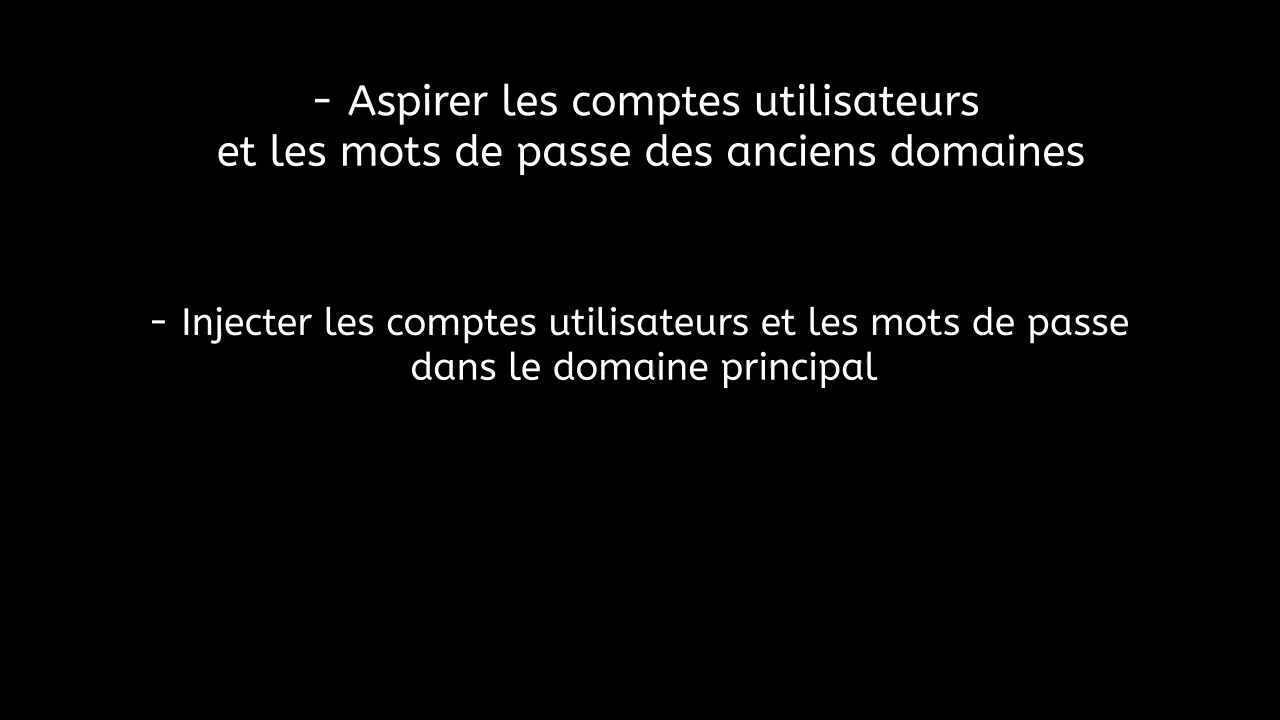 - Aspirer les comptes utilisateurs
et les mots de passe des anciens domaines
- Injecter les comptes utilisateurs et les mots de passe
dans le domaine principal